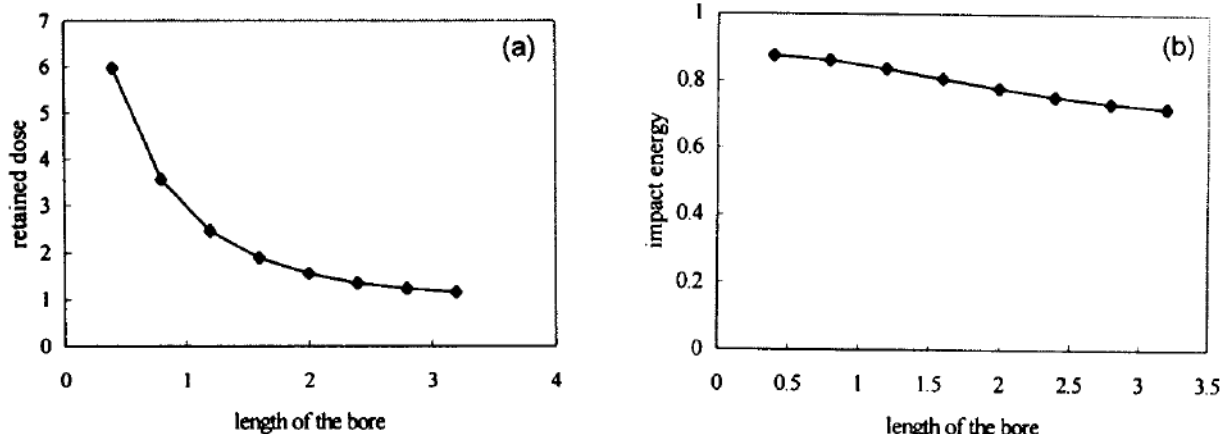 (a)
retained dose
7
6
5
4
3
2
1
0
0 1 2 3 4
length of the bore
(b)
impact energy
1
0.8
0.6
0.4
0.2
0
0 0.5 1 1.5 2 2.5 3 3.5
length of the bore